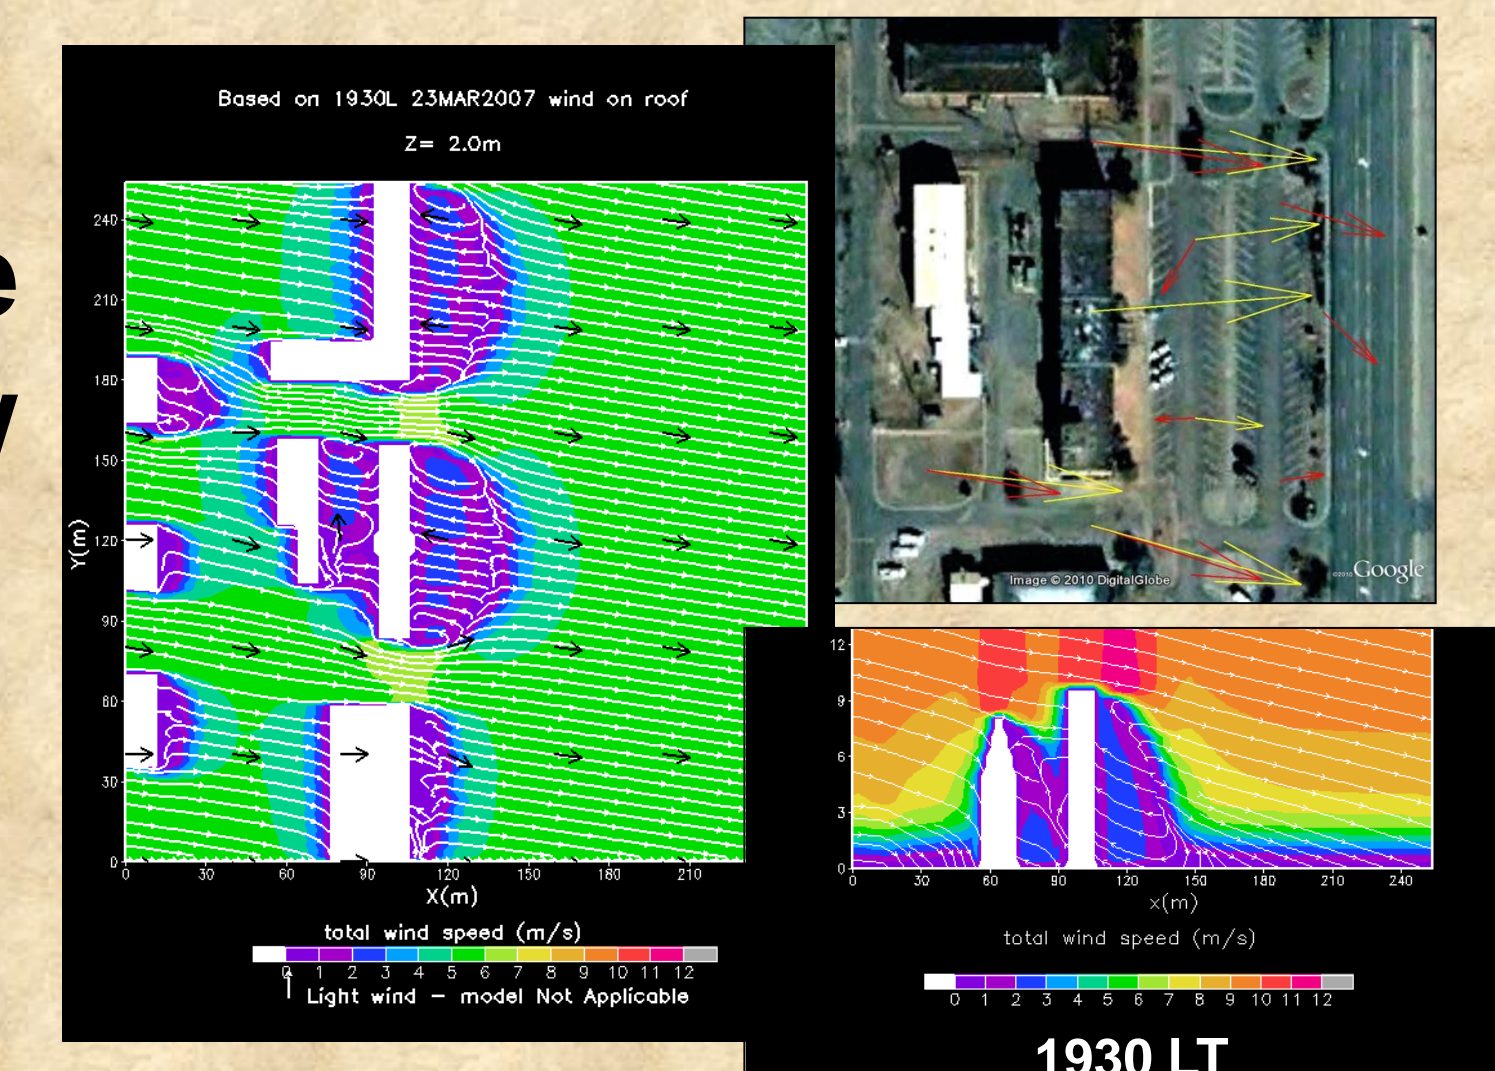 e
y
Based on 1930L 23MAR2007 wind on roof
Z= 2.0m
Y(m)
240
210
180
150
120
90
60
30
0
0 30 60 90 120 150 180 210
X(m)
total wind speed (m/s)
0 1 2 3 4 5 6 7 8 9 10 11 12
Light wind - model Not Applicable
Image © 2010 DigitalGlobe
©2010 Google
12
9
6
3
0
0 30 60 90 120 150 180 210 240
x(m)
total wind speed (m/s)
0 1 2 3 4 5 6 7 8 9 10 11 12
1930 LT